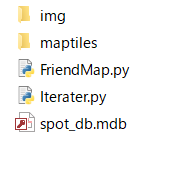 img
maptiles
FriendMap.py
Iterater.py
spot_db.mdb